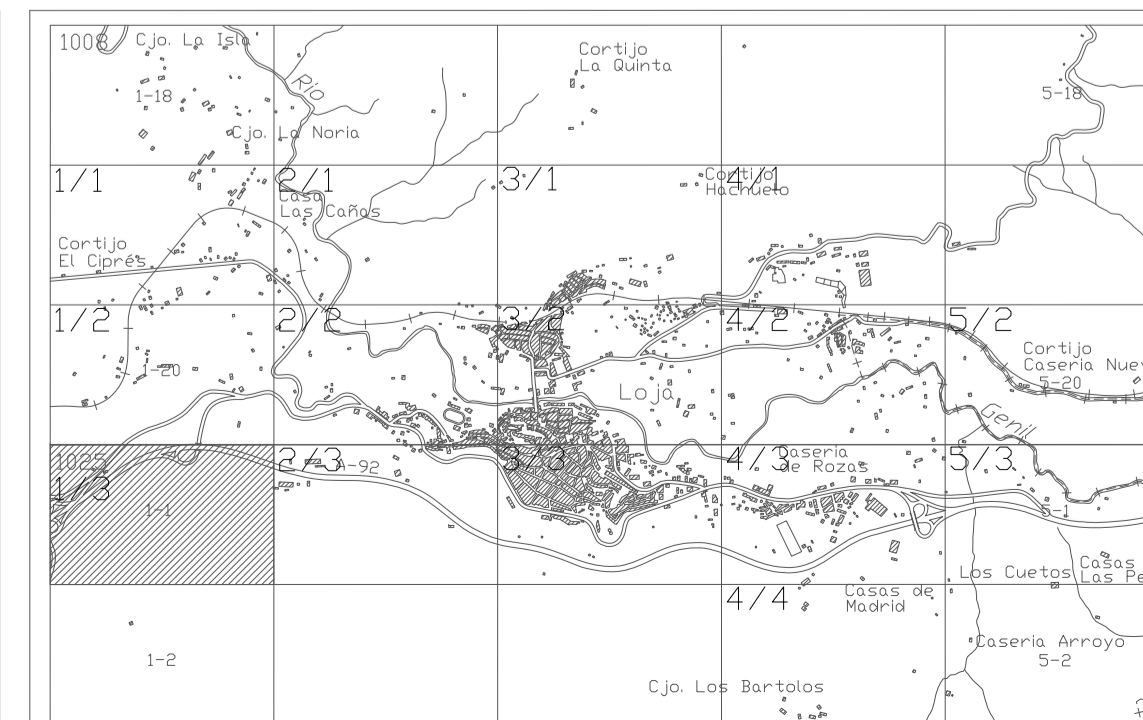 1008
Cjo. La Isla
Cortijo
La Quinta
Río
1-18
5-18
Cjo. La Noria
1/1
2/1
3/1
4/1
Cortijo
Hachuelo
Casa
Las Cañas
Cortijo
El Ciprés
1/2
2/2
3/2
4/2
5/2
Cortijo
1-20
Caseria
5-20
Loja
Genil
1025
1/3
2/3
A-92
3/3
4/3
Caseria
de Rozas
5/3
1-1
5-1
Los Cuetos
Casas
Las
4/4
Casas de
Madrid
1-2
Caseria Arroyo
5-2
Cjo. Los Bartolos